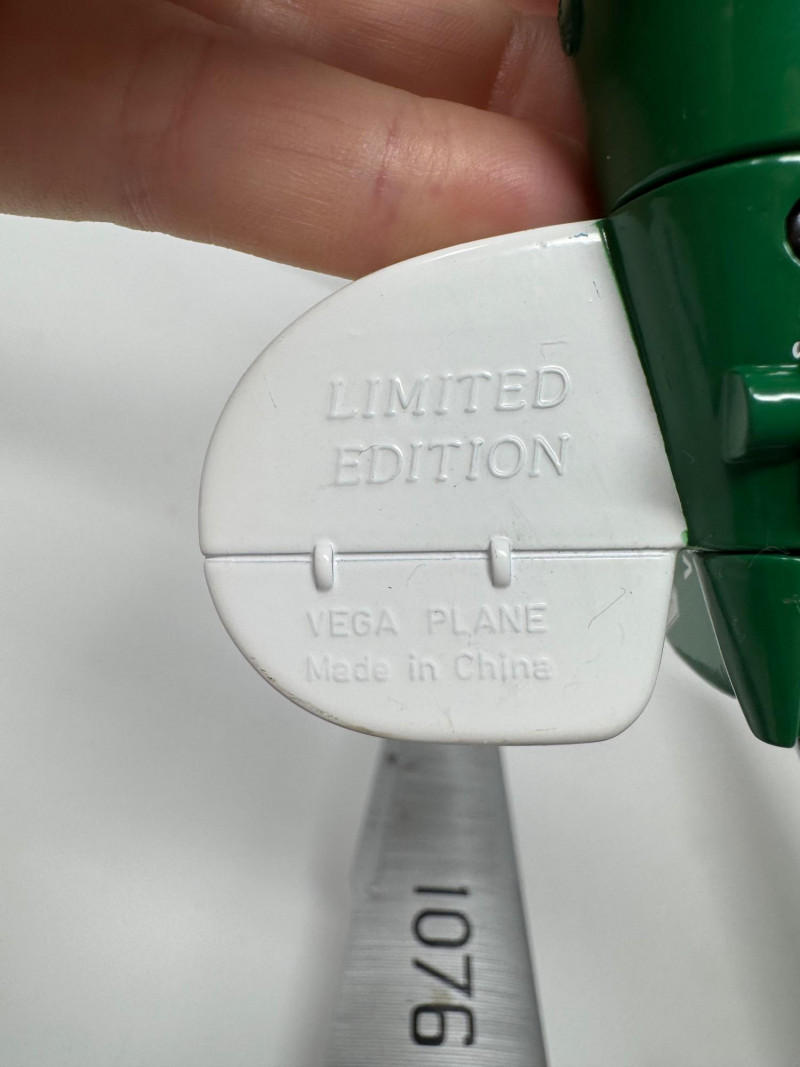 LIMITED
EDITION
VEGA PLANE
Made in China
1076